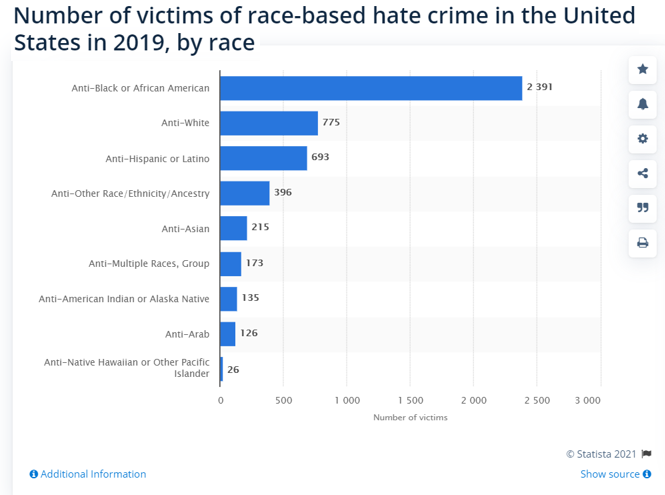 Number of victims of race-based hate crime in the United
States in 2019, by race
Anti-Black or African American 2 391
Anti-White 775
Anti-Hispanic or Latino 693
Anti-Other Race/Ethnicity/Ancestry 396
Anti-Asian 215
Anti-Multiple Races, Group 173
Anti-American Indian or Alaska Native 135
Anti-Arab 126
Anti-Native Hawaiian or Other Pacific
Islander 26
0 500 1 000 1 500 2 000 2 500 3 000
Number of victims
© Statista 2021
Additional Information Show source